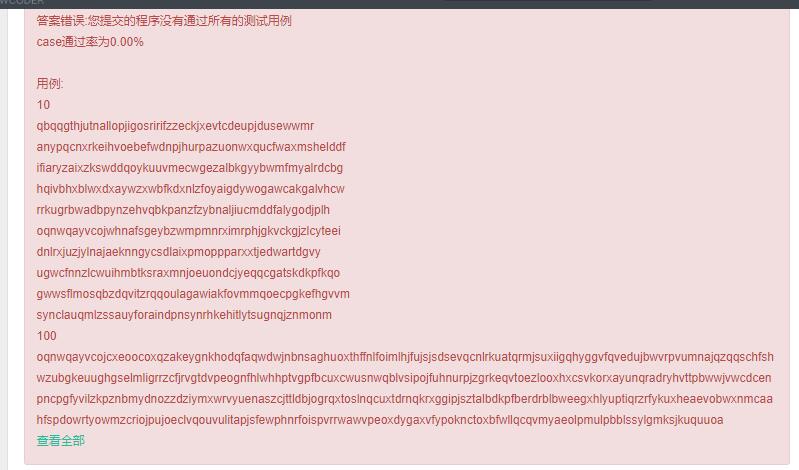 WCODER
答案错误:您提交的程序没有通过所有的测试用例
case通过率为0.00%
用例:
10
qbqqgthjutnallopjigosririfzzeckjxevtcdeupjdusewwmr
anypqcnxrkeihvoebefwdnpjhurpazuonwxqucfwaxmshelddf
ifiaryzaixzkswddqoykuuvmecwgezalbkgyybwmfmyalrdcbg
hqivbhxblwxdxaywzxwbfkdxnlzfoyaigdywogawcakgalvhcw
rrkugrbwadbpynzehvqbkpanzfzybnaljiucmddfalygodjplh
oqnwqayvcojwhnafsgeybzwmpmnrximrphjgkvckgjzlcyteei
dnlrxjuzjylnajaeknngycsdlaixpmoppparxxtjedwartdgvy
ugwcfnnzlcwuihmbtksraxmnjoeuondcjyeqqcgatskdkpfkqo
gwwsflmosqbzdqvitzrqqoulagawiakfovmmqoecpgkefhgvvm
synclauqmlzssauyforaindpnsynrhkehitlytsugnqjznmonm
100
oqnwqayvcojcxeoocoxqzakeygnkhodqfaqwdwjnbnsaghuoxthffnlfoimlhjfujsjsdsevqcnlrkuatqrmjsuxiigqhyggvfqvedujbwvrpvumnajqzqqschfsh
wzubgkeuughgselmligrrzcfjrvgtdvpeognfhlwhhptvgpfbcuxcwusnwqblvsipojfuhnurpjzgrkeqvtoezlooxhxcsvkorxayunqradryhvttpbwwjvwcdcen
pncpgfyvilzkpznbmydnozzdziymxwrvyuenaszcjttldbjogrqxtoslnqcuxtdrnqkrxggipjsztalbdkpfberdrblbweegxhlyuptiqrzrfykuxheaevobwxnmcaa
hfspdowrtyowmzcriojpujoeclvqouvulitapjsfewphnrfoispvrrwawvpeoxdygaxvfypoknctoxbfwllqcqvmyaeolpmulpbblssylgmksjkuquuoa
查看全部